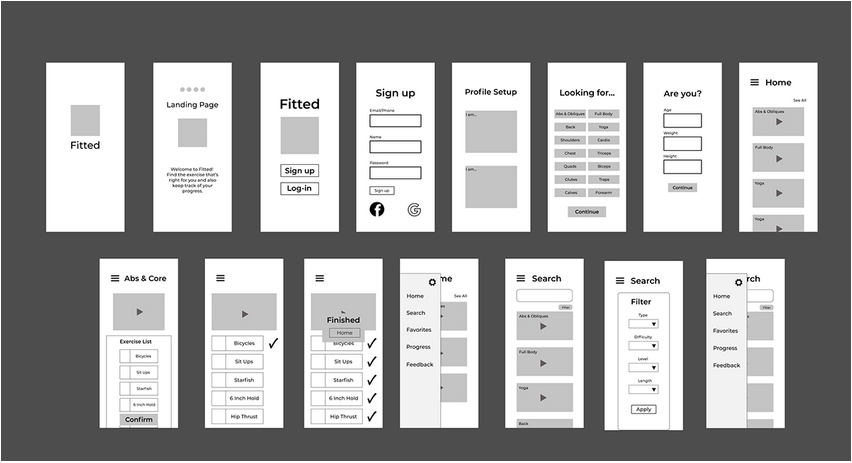 Fitted
Landing Page
Welcome to Fitted!
Find the exercise that's
right for you and also
keep track of your
progress.
Fitted
Sign up
Log-in
Sign up
Email/Phone
Name
Password
Sign up
Profile Setup
I am...
I am...
Looking for...
Abs & Obliques Full Body
Back Yoga
Shoulders Cardio
Chest Triceps
Quads Biceps
Glutes Traps
Calves Forearm
Continue
Are you?
Age
Weight
Height
Continue
Home
See All
Abs & Obliques
Full Body
Yoga
Yoga
Abs & Core
Exercise List
Bicycles
Sit Ups
Starfish
6 Inch Hold
Confirm
Bicycles
Sit Ups
Starfish
6 Inch Hold
Hip Thrust
Finished
Home
Bicycles
Sit Ups
Starfish
6 Inch Hold
Hip Thrust
me
See All
Home
Search
Favorites
Progress
Feedback
Search
Filter
Abs & Obliques
Full Body
Yoga
Back
Search
Filter
Type
Difficulty
Level
Length
Apply
rch
Filter
Home
Search
Favorites
Progress
Feedback